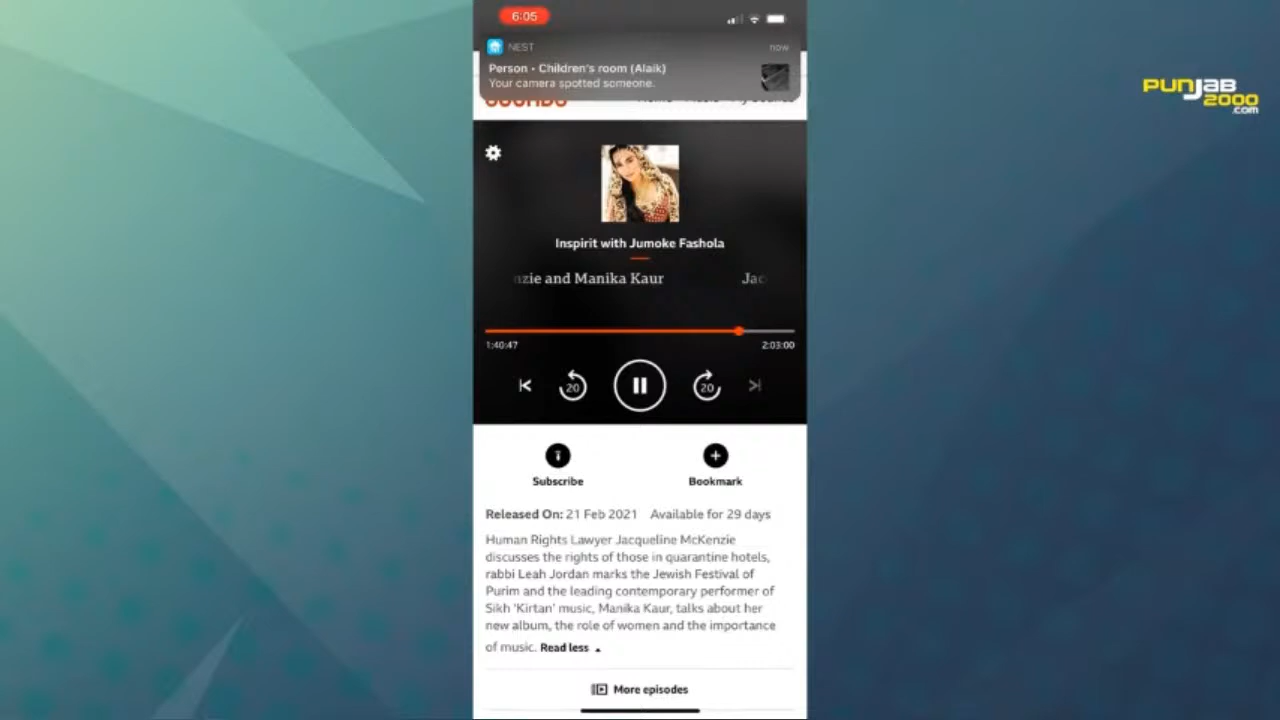 6:05
NEST
now
Person • Children's room (Alaik)
Your camera spotted someone.
PUNJAB
2000
.com
Inspirit with Jumoke Fashola
nzie and Manika Kaur
Jac
1:40:47
2:03:00
20
20
Subscribe
Bookmark
Released On: 21 Feb 2021 Available for 29 days
Human Rights Lawyer Jacqueline McKenzie
discusses the rights of those in quarantine hotels,
rabbi Leah Jordan marks the Jewish Festival of
Purim and the leading contemporary performer of
Sikh 'Kirtan' music, Manika Kaur, talks about her
new album, the role of women and the importance
of music. Read less
More episodes